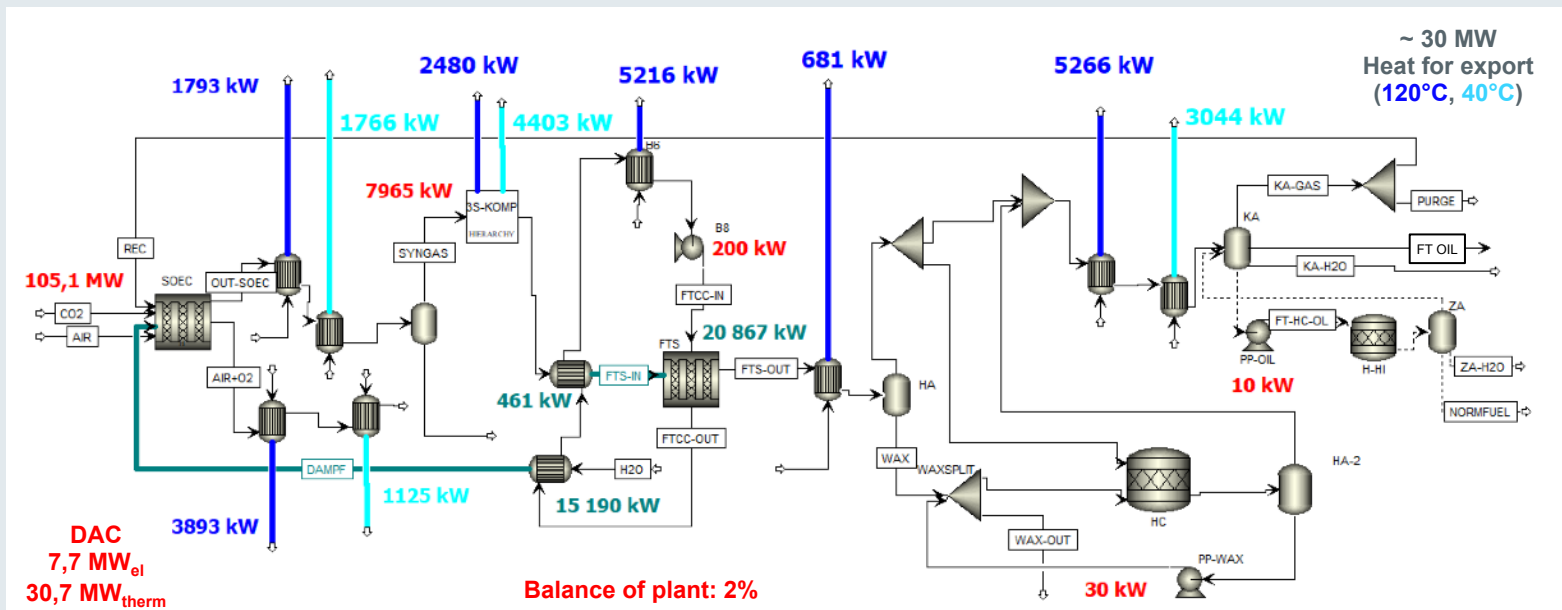 ~ 30 MW
Heat for export
(120°C, 40°C)
1793 kW
1766 kW
2480 kW
4403 kW
5216 kW
681 kW
5266 kW
3044 kW
7965 kW
3S-KOMP
HIERARCHY
B6
B8
200 kW
KA-GAS
PURGE
KA
FT OIL
KA-H2O
REC
OUT-SOEC
SYNGAS
105,1 MW
SOEC
CO2
AIR
AIR+O2
FTCC-IN
20 867 kW
FTS
FTS-IN
FTS-OUT
461 kW
FTCC-OUT
HA
FT-HC-OL
PP-OIL
10 kW
H-HI
ZA
ZA-H2O
NORMFUEL
DAMPF
H2O
15 190 kW
WAX
WAXSPLIT
HC
HA-2
WAX-OUT
PP-WAX
30 kW
3893 kW
1125 kW
DAC
7,7 MWel
30,7 MWtherm
Balance of plant: 2%